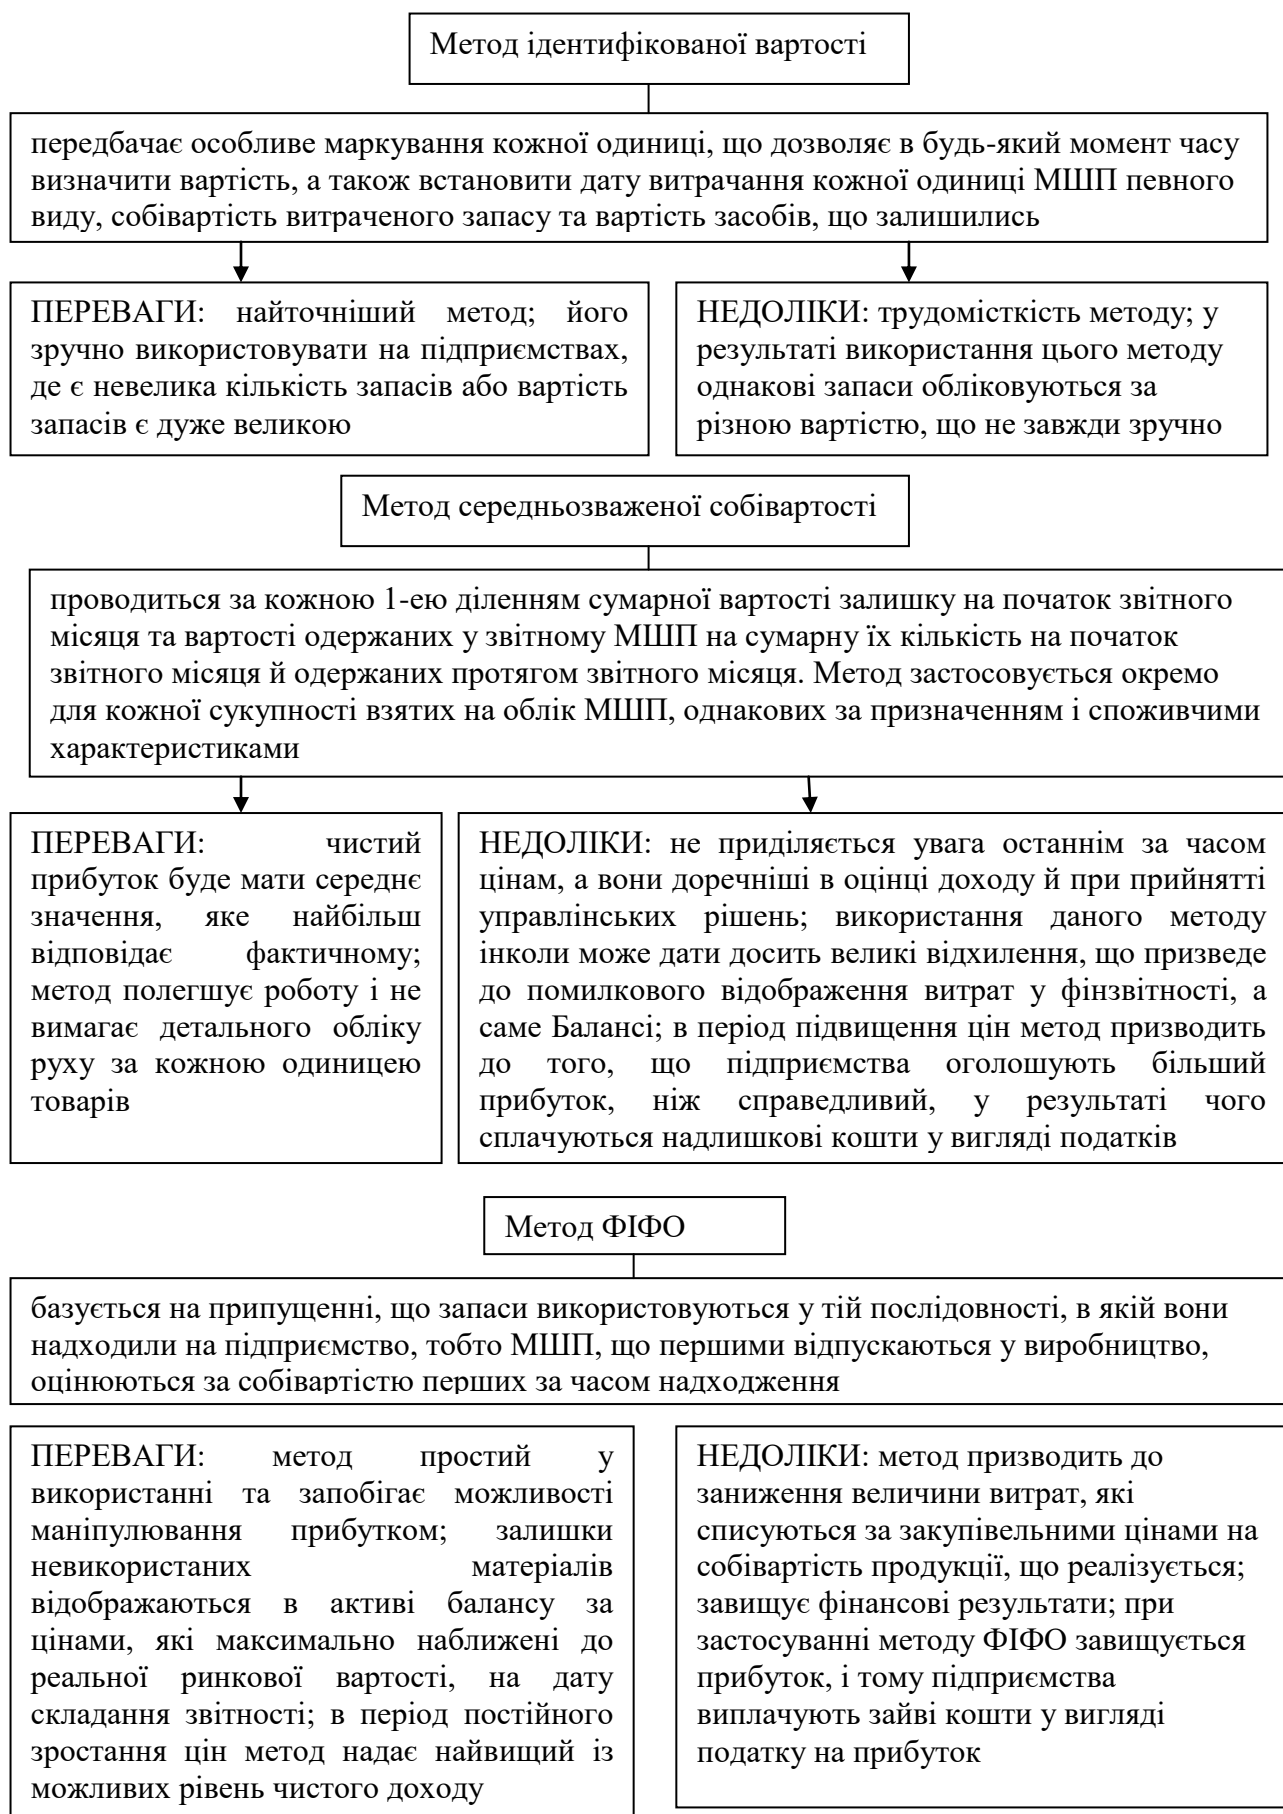 Метод ідентифікованої вартості
передбачає особливе маркування кожної одиниці, що дозволяє в будь-який момент часу
визначити вартість, а також встановити дату витрачання кожної одиниці МШП певного
виду, собівартість витраченого запасу та вартість засобів, що залишились
ПЕРЕВАГИ: найточніший метод; його
зручно використовувати на підприємствах,
де є невелика кількість запасів або вартість
запасів є дуже великою
НЕДОЛІКИ: трудомісткість методу; у
результаті використання цього методу
однакові запаси обліковуються за
різною вартістю, що не завжди зручно
Метод середньозваженої собівартості
проводиться за кожною 1-ею діленням сумарної вартості залишку на початок звітного
місяця та вартості одержаних у звітному МШП на сумарну їх кількість на початок
звітного місяця й одержаних протягом звітного місяця. Метод застосовується окремо
для кожної сукупності взятих на облік МШП, однакових за призначенням і споживчими
характеристиками
ПЕРЕВАГИ: чистий
прибуток буде мати середнє
значення, яке найбільш
відповідає фактичному;
метод полегшує роботу і не
вимагає детального обліку
руху за кожною одиницею
товарів
НЕДОЛІКИ: не приділяється увага останнім за часом
цінам, а вони доречніші в оцінці доходу й при прийнятті
управлінських рішень; використання даного методу
інколи може дати досить великі відхилення, що призведе
до помилкового відображення витрат у фінзвітності, а
саме Балансі; в період підвищення цін метод призводить
до того, що підприємства оголошують більший
прибуток, ніж справедливий, у результаті чого
сплачуються надлишкові кошти у вигляді податків
Метод ФІФО
базується на припущенні, що запаси використовуються у тій послідовності, в якій вони
надходили на підприємство, тобто МШП, що першими відпускаються у виробництво,
оцінюються за собівартістю перших за часом надходження
ПЕРЕВАГИ: метод простий у
використанні та запобігає можливості
маніпулювання прибутком; залишки
невикористаних матеріалів
відображаються в активі балансу за
цінами, які максимально наближені до
реальної ринкової вартості, на дату
складання звітності; в період постійного
зростання цін метод надає найвищий із
можливих рівень чистого доходу
НЕДОЛІКИ: метод призводить до
заниження величини витрат, які
списуються за закупівельними цінами на
собівартість продукції, що реалізується;
завищує фінансові результати; при
застосуванні методу ФІФО завищується
прибуток, і тому підприємства
виплачують зайві кошти у вигляді
податку на прибуток